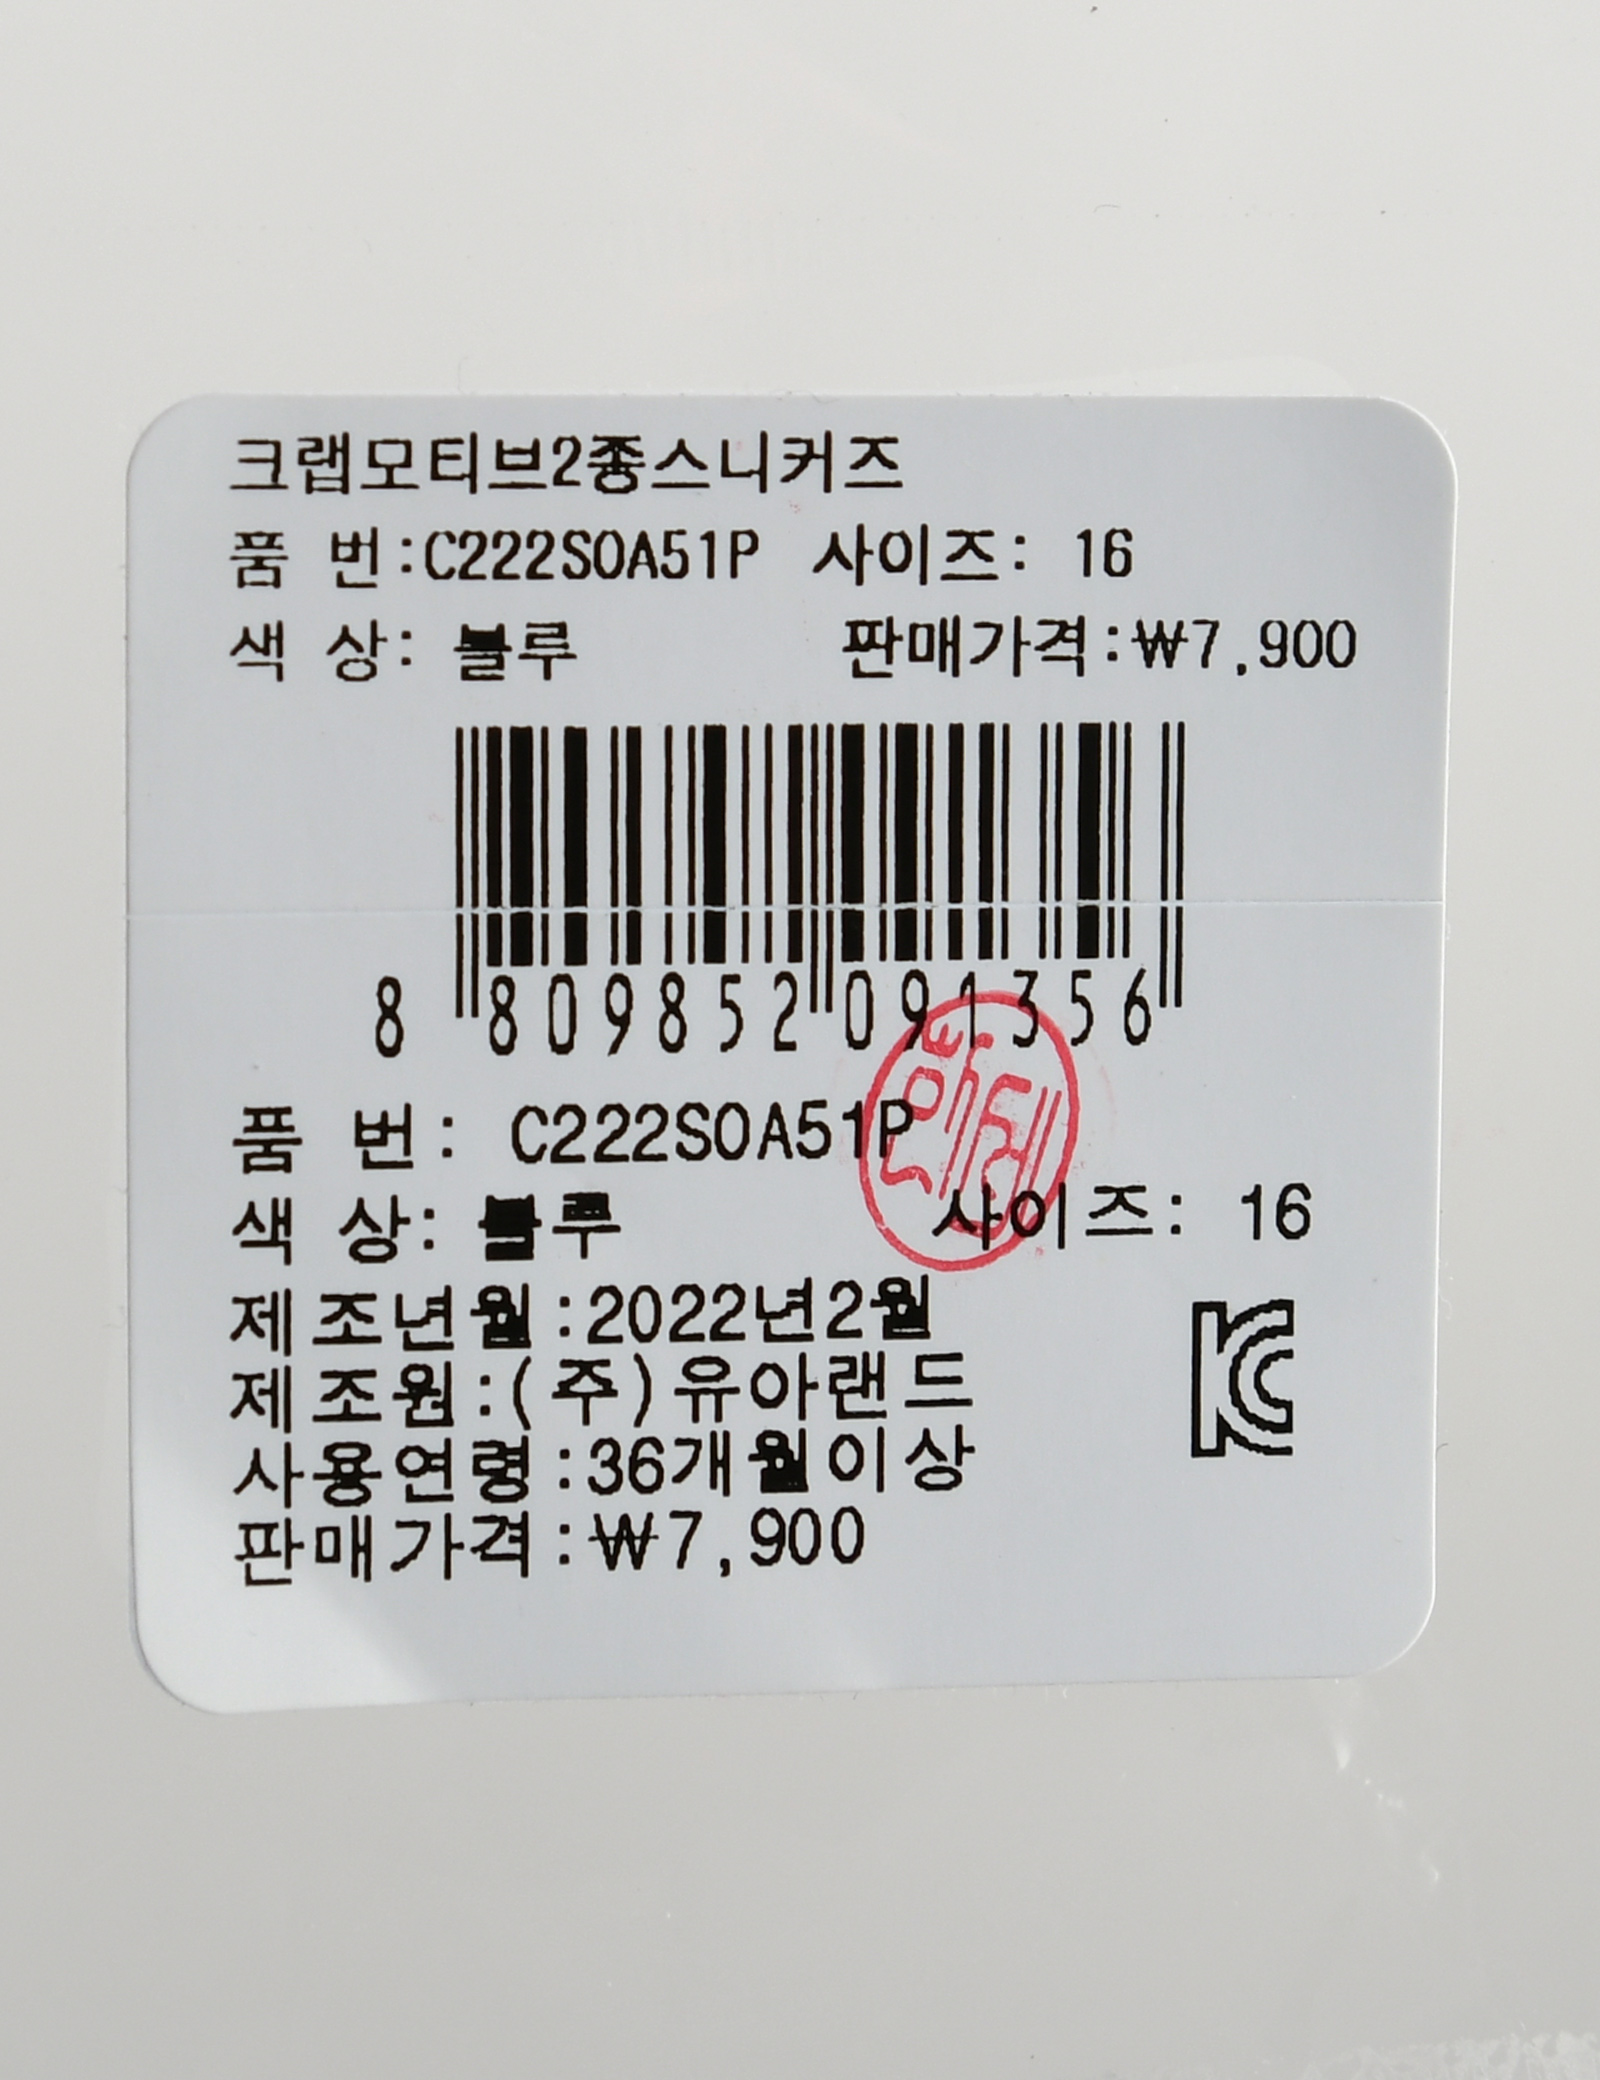 크랩모티브2종스니커즈
품 번:C222SOA51P 사이즈: 16
색 상: 블루 판매가격:₩7,900
8 809852 091356
품 번: C222SOA51P
색 상: 블루 사이즈: 16
제조년월:2022년2월
제조원:(주)유아랜드
사용연령:36개월이상
판매가격:₩7,900